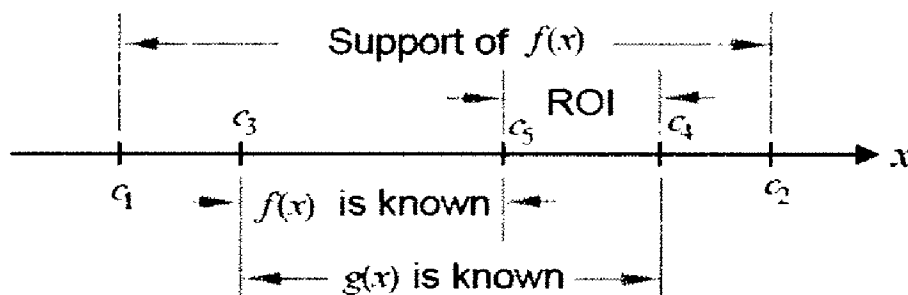 Support of f(x)
ROI
c₃ c₅ c₄
x
c₁ c₂
f(x) is known
g(x) is known